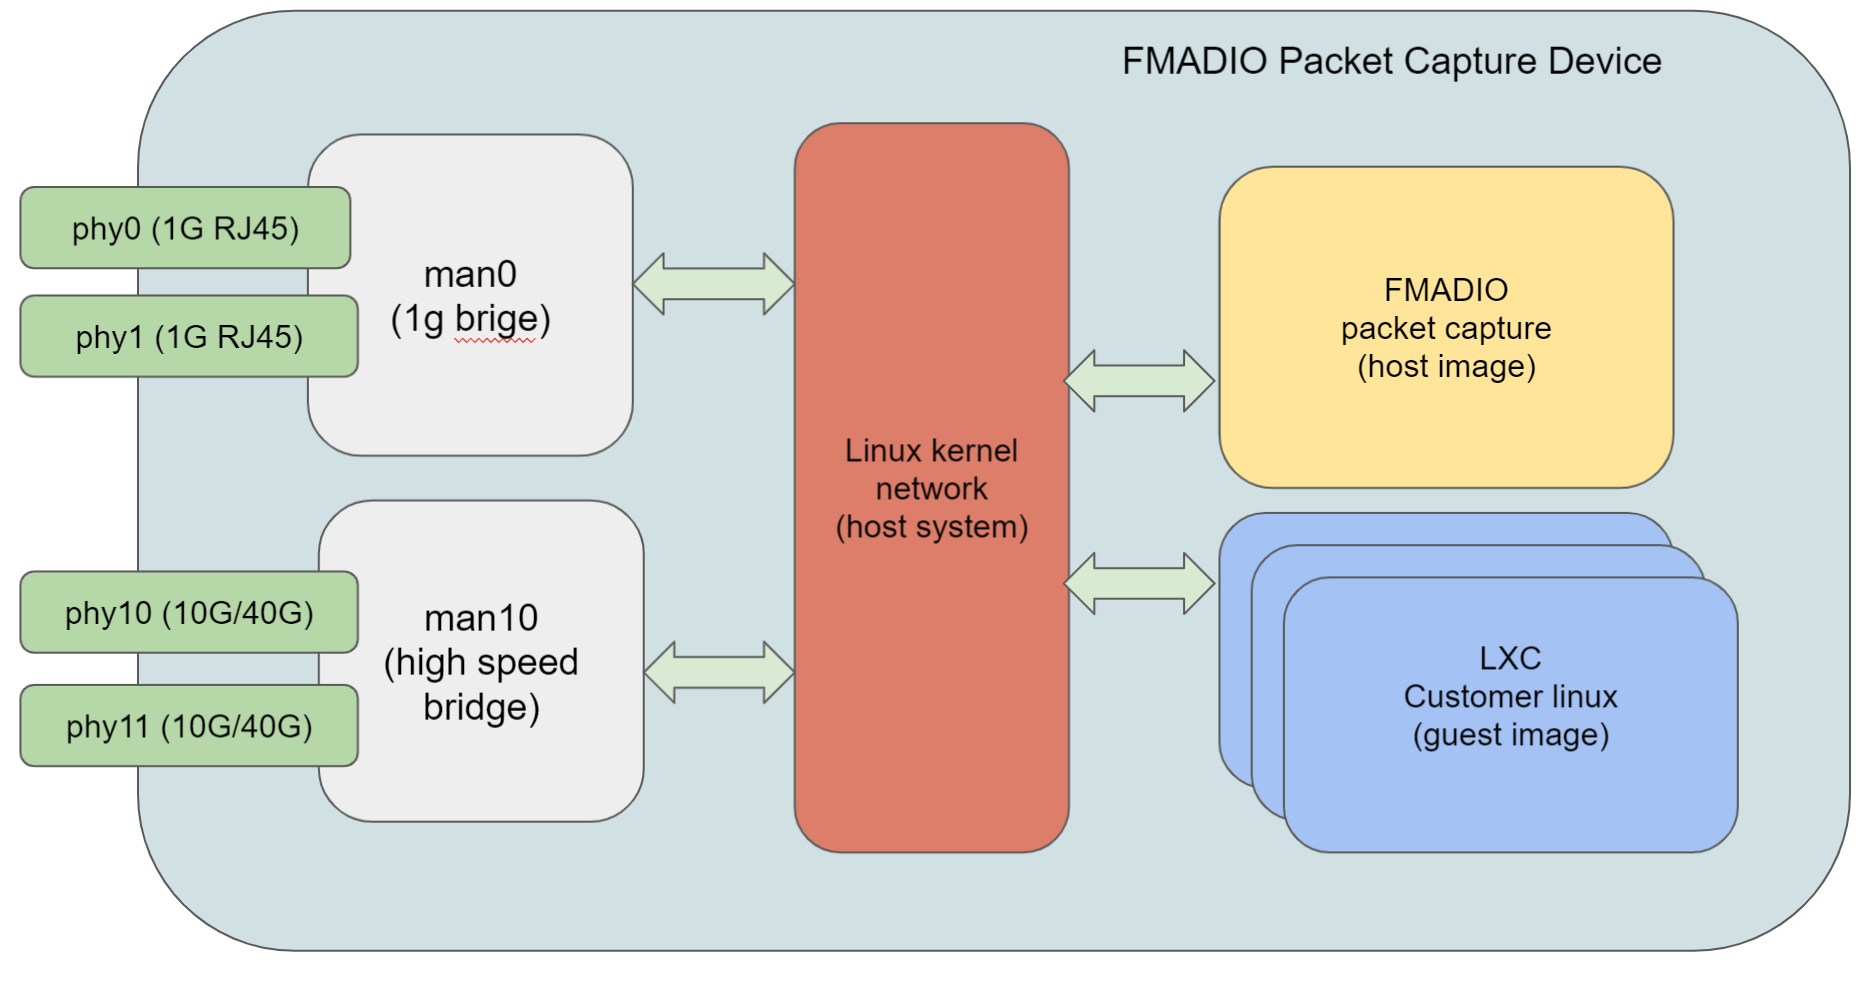 FMADIO Packet Capture Device
phy0 (1G RJ45)
phy1 (1G RJ45)
man0
(1g brige)
phy10 (10G/40G)
phy11 (10G/40G)
man10
(high speed
bridge)
Linux kernel
network
(host system)
FMADIO
packet capture
(host image)
LXC
Customer linux
(guest image)